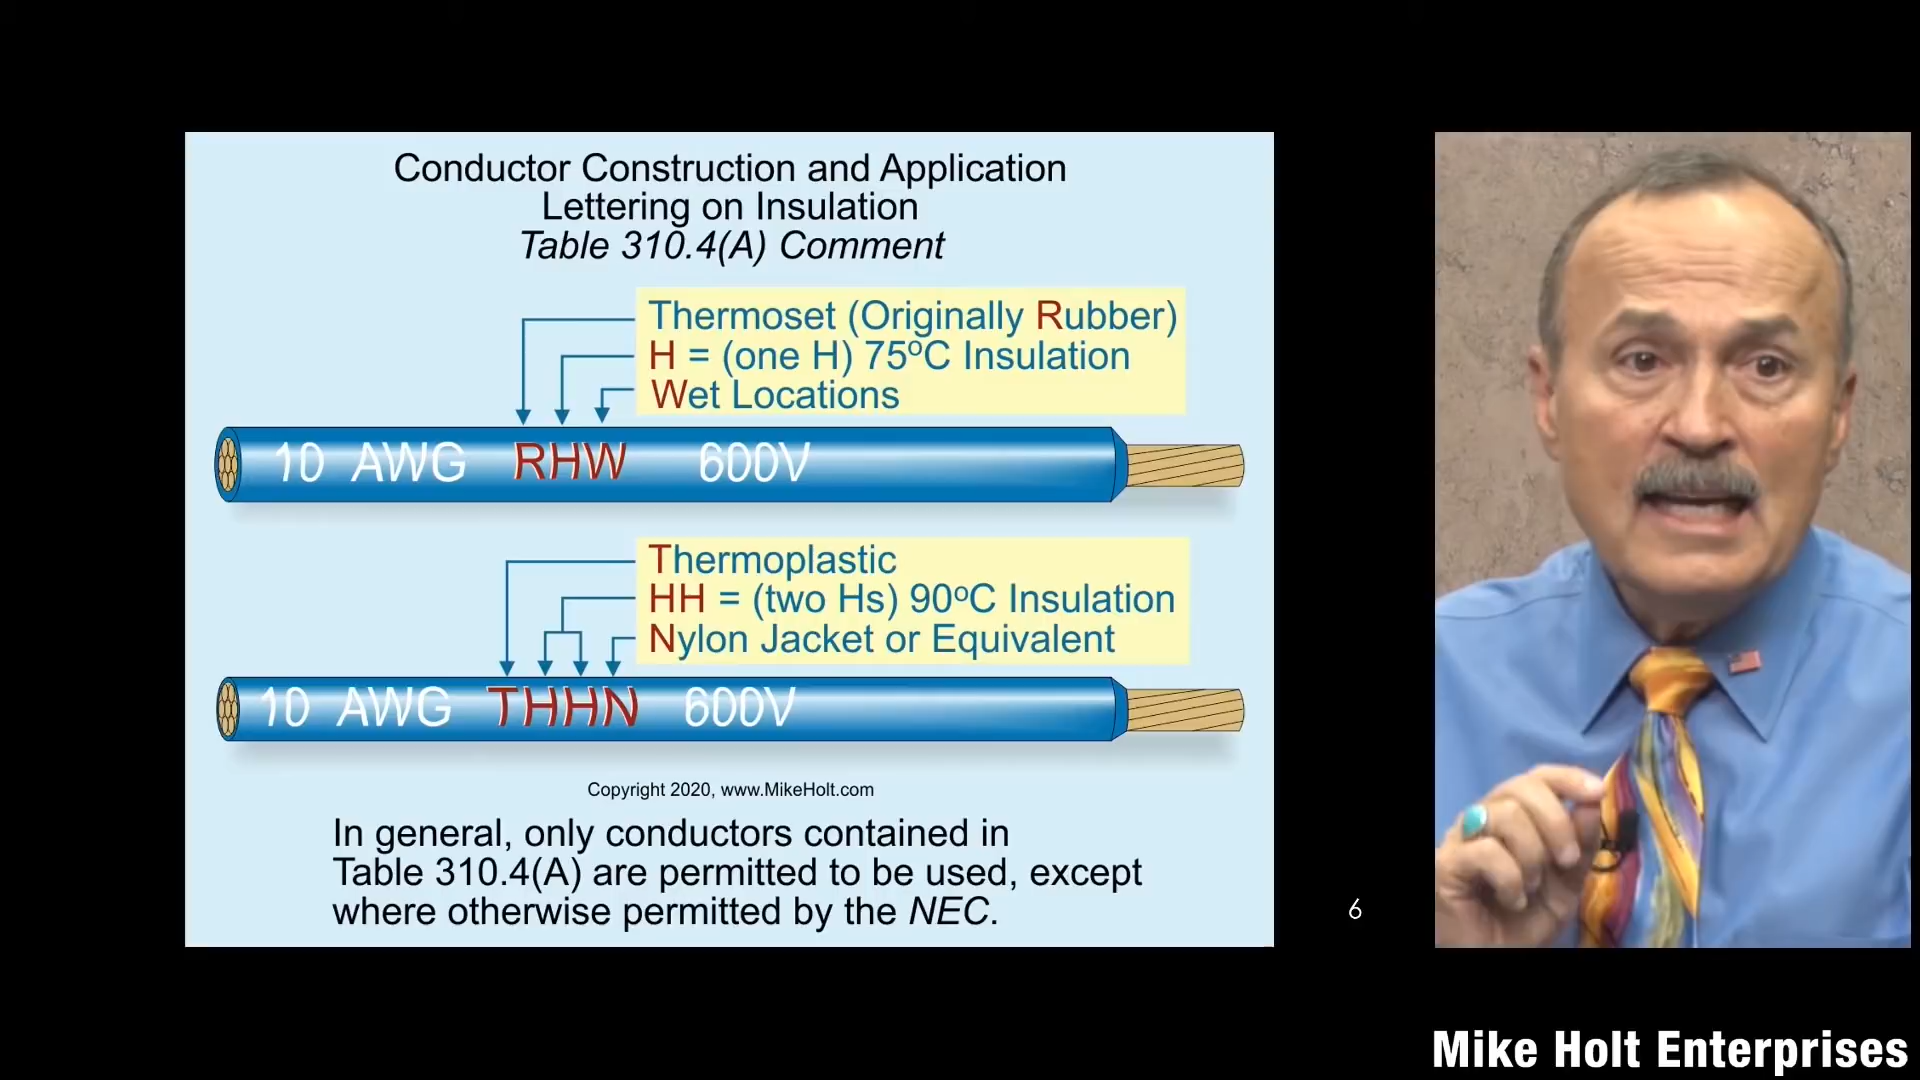 Conductor Construction and Application
Lettering on Insulation
Table 310.4(A) Comment
Thermoset (Originally Rubber)
H = (one H) 75ºC Insulation
Wet Locations
10 AWG RHW 600V
Thermoplastic
HH = (two Hs) 90ºC Insulation
Nylon Jacket or Equivalent
10 AWG THHN 600V
Copyright 2020, www.MikeHolt.com
In general, only conductors contained in
Table 310.4(A) are permitted to be used, except
where otherwise permitted by the NEC.
6
Mike Holt Enterprises